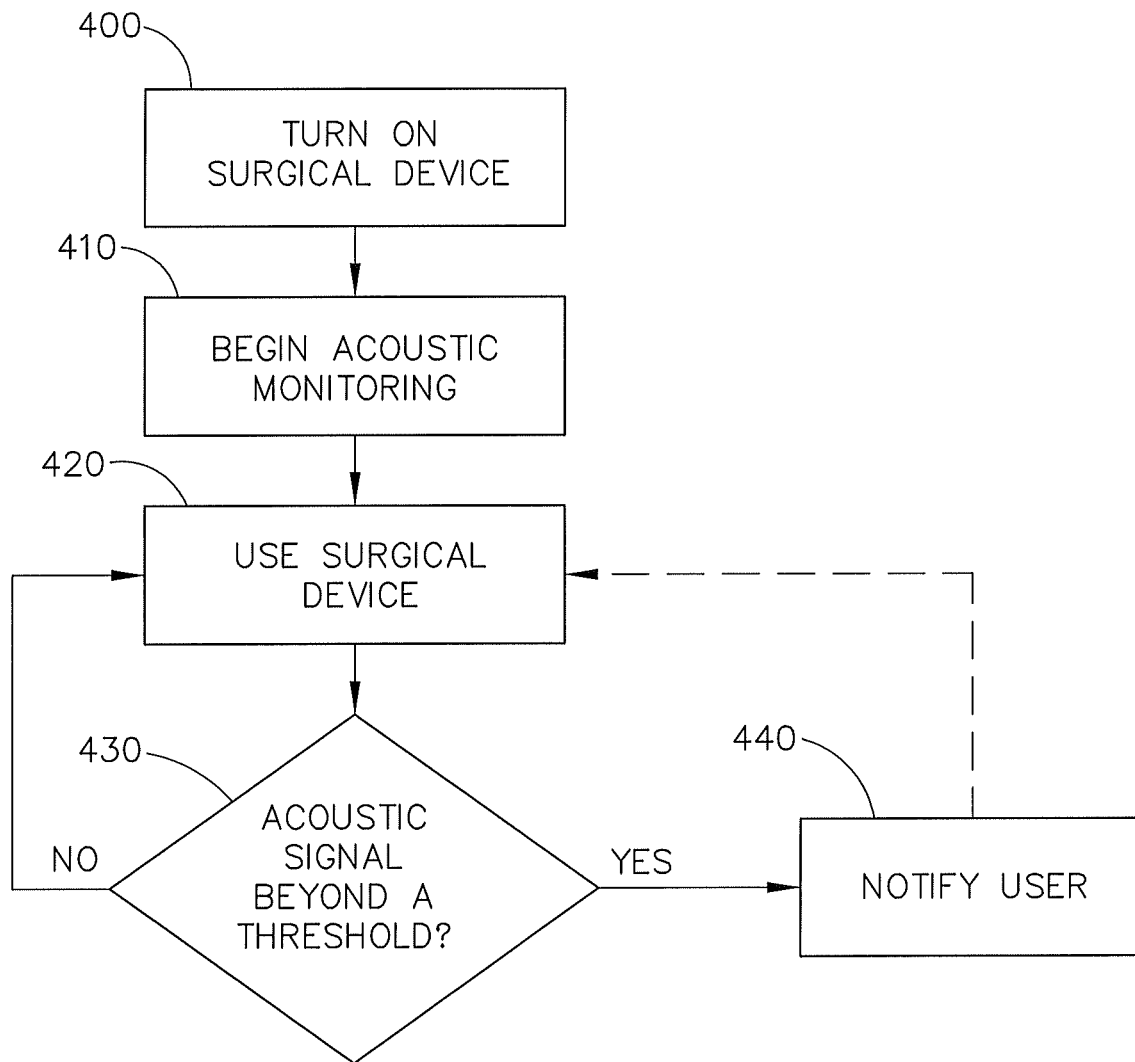 400
TURN ON
SURGICAL DEVICE
410
BEGIN ACOUSTIC
MONITORING
420
USE SURGICAL
DEVICE
430
ACOUSTIC
SIGNAL
BEYOND A
THRESHOLD?
NO
YES
440
NOTIFY USER